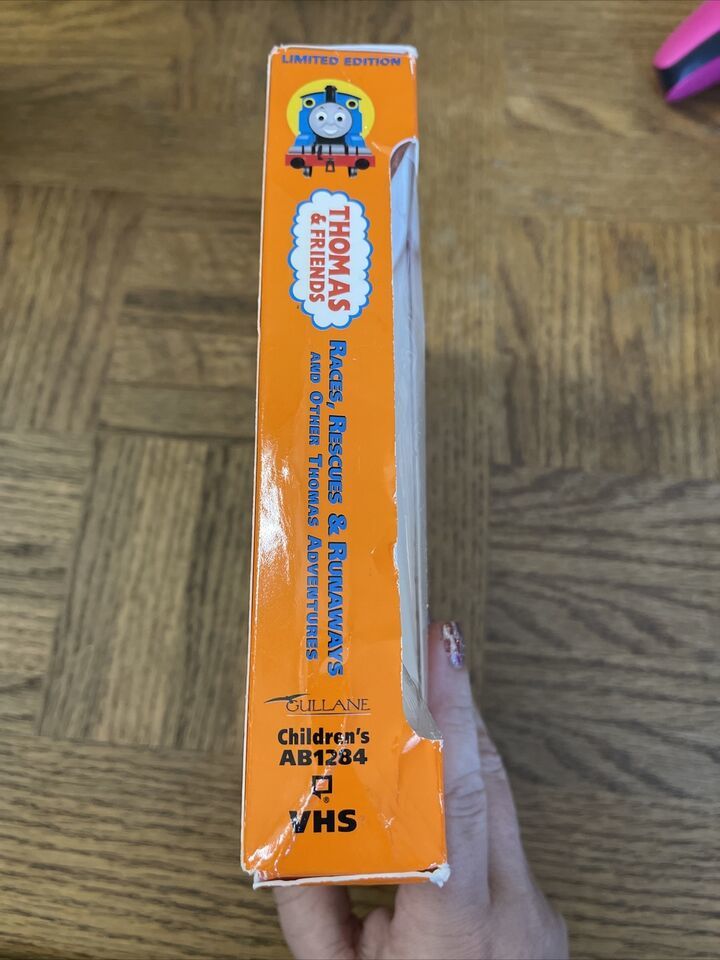 LIMITED EDITION
THOMAS
& FRIENDS
RACES, RESCUES & RUNAWAYS
AND OTHER THOMAS ADVENTURES
GULLANE
Children's
AB1284
®
VHS